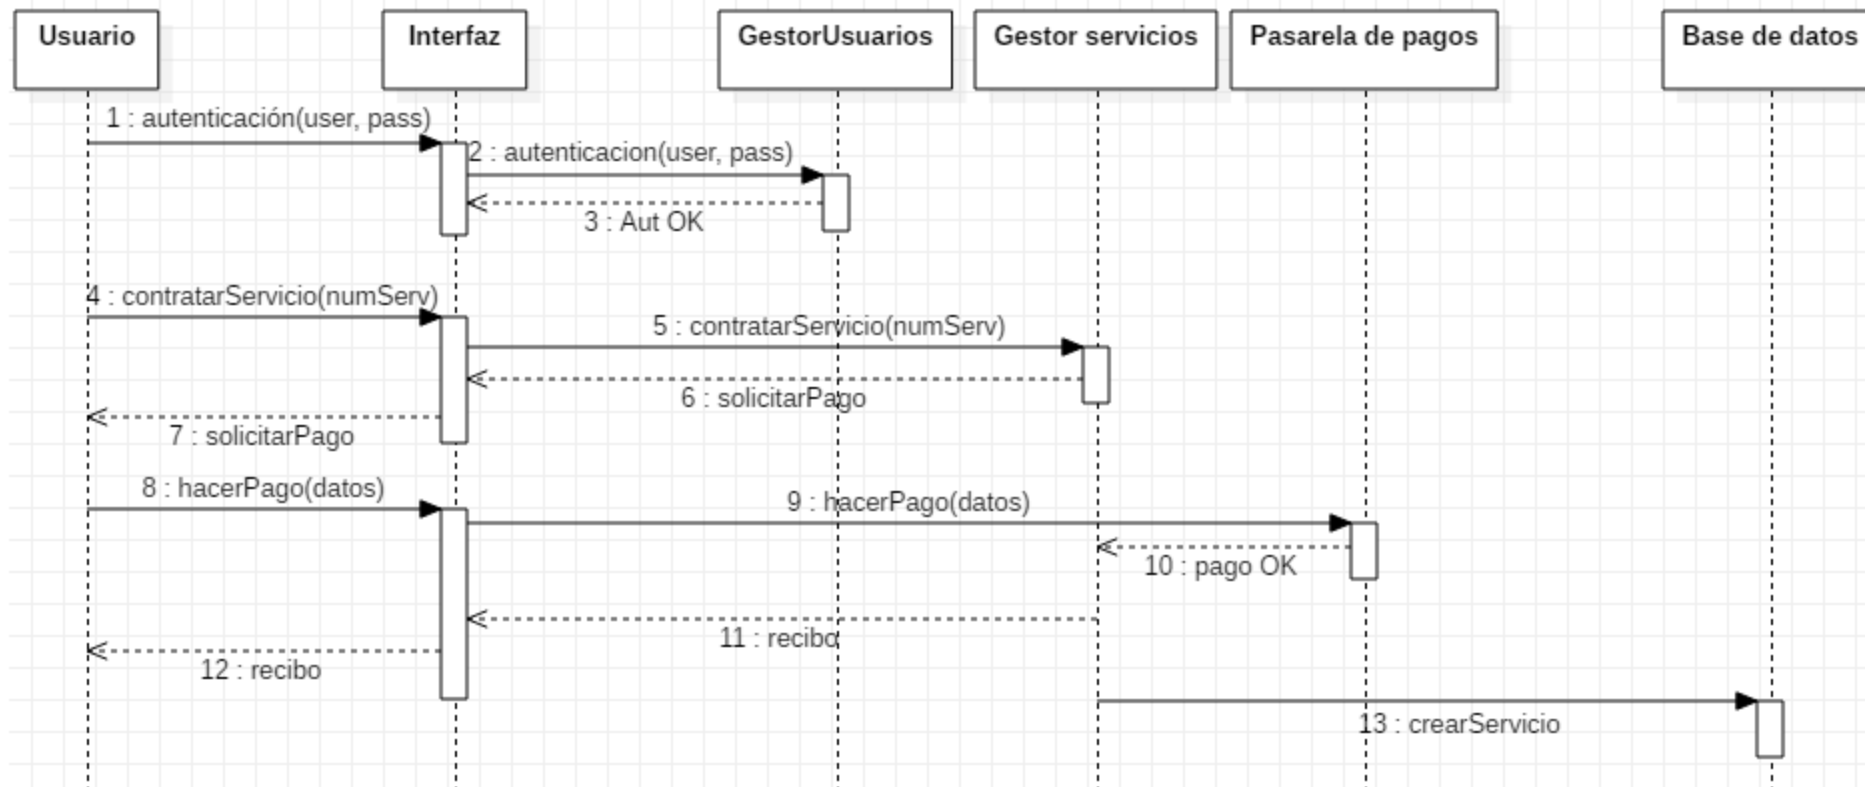 Usuario
Interfaz
GestorUsuarios
Gestor servicios
Pasarela de pagos
Base de datos
1 : autenticación(user, pass)
2 : autenticacion(user, pass)
3 : Aut OK
4 : contratarServicio(numServ)
5 : contratarServicio(numServ)
6 : solicitarPago
7 : solicitarPago
8 : hacerPago(datos)
9 : hacerPago(datos)
10 : pago OK
11 : recibo
12 : recibo
13 : crearServicio